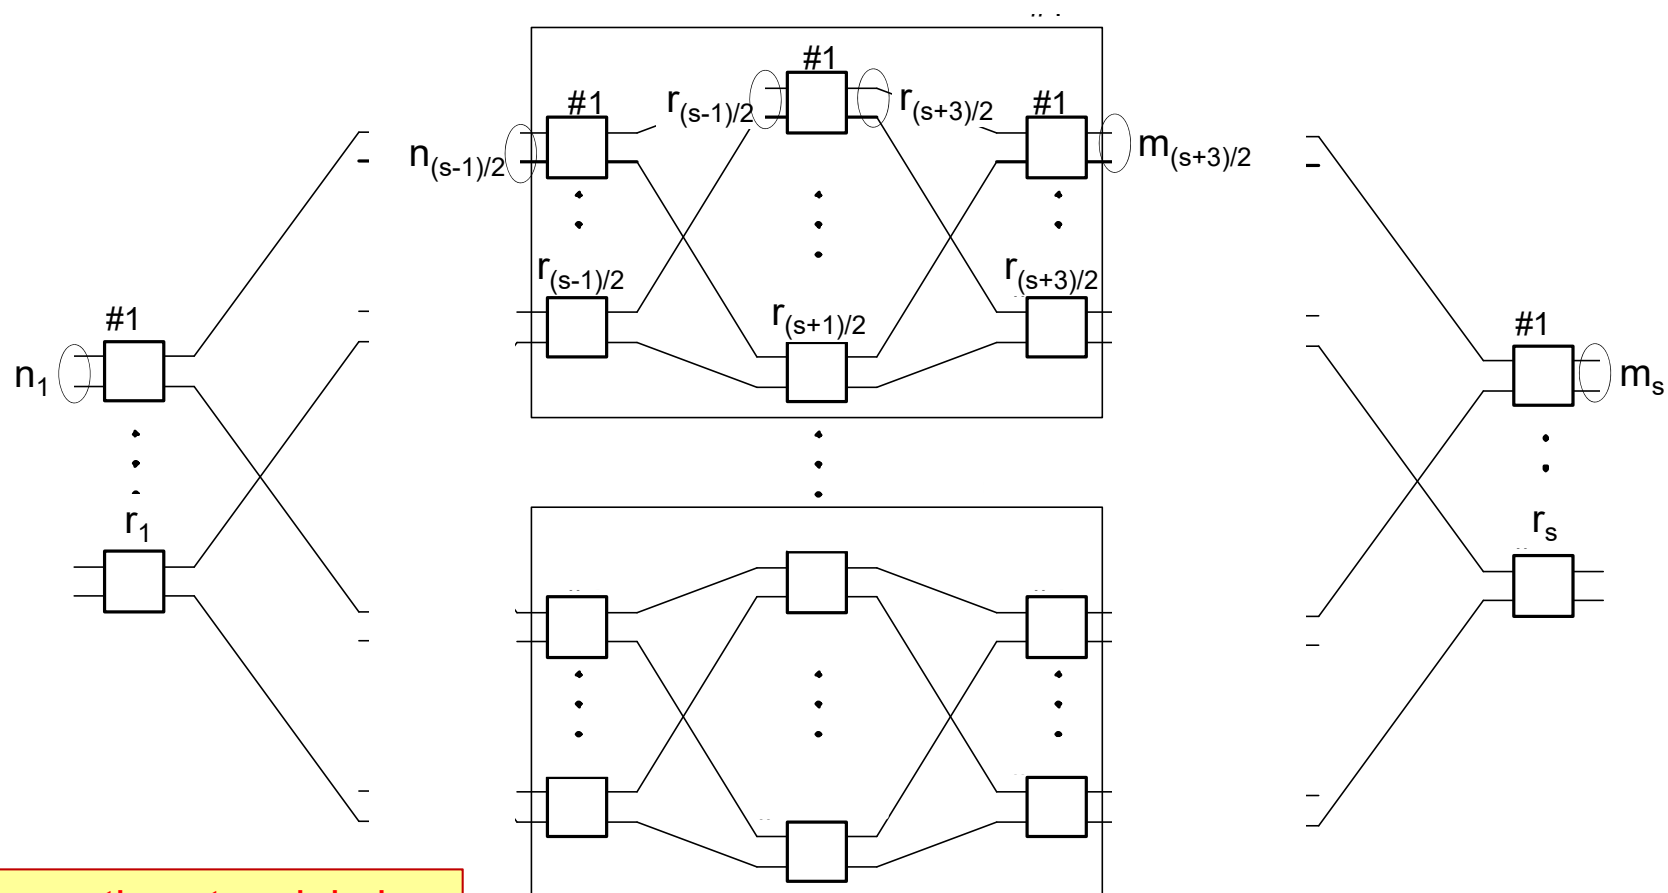 #1
#1
r(s-1)/2
r(s+3)/2
#1
n(s-1)/2
m(s+3)/2
r(s-1)/2
r(s+3)/2
r(s+1)/2
#1
#1
n1
ms
r1
rs